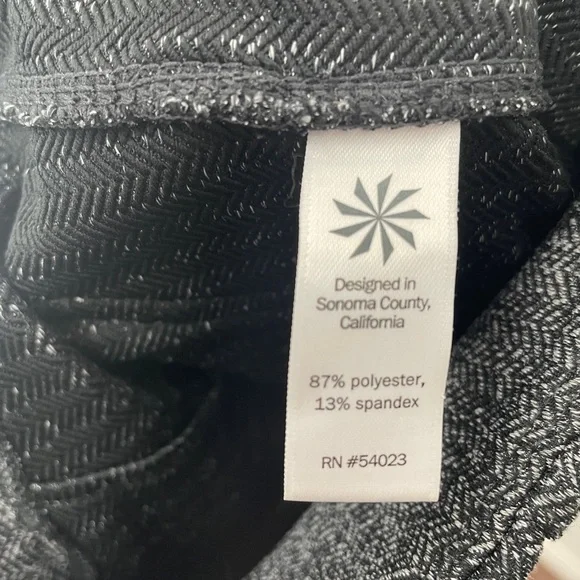 Designed in
Sonoma County,
California
87% polyester,
13% spandex
RN #54023